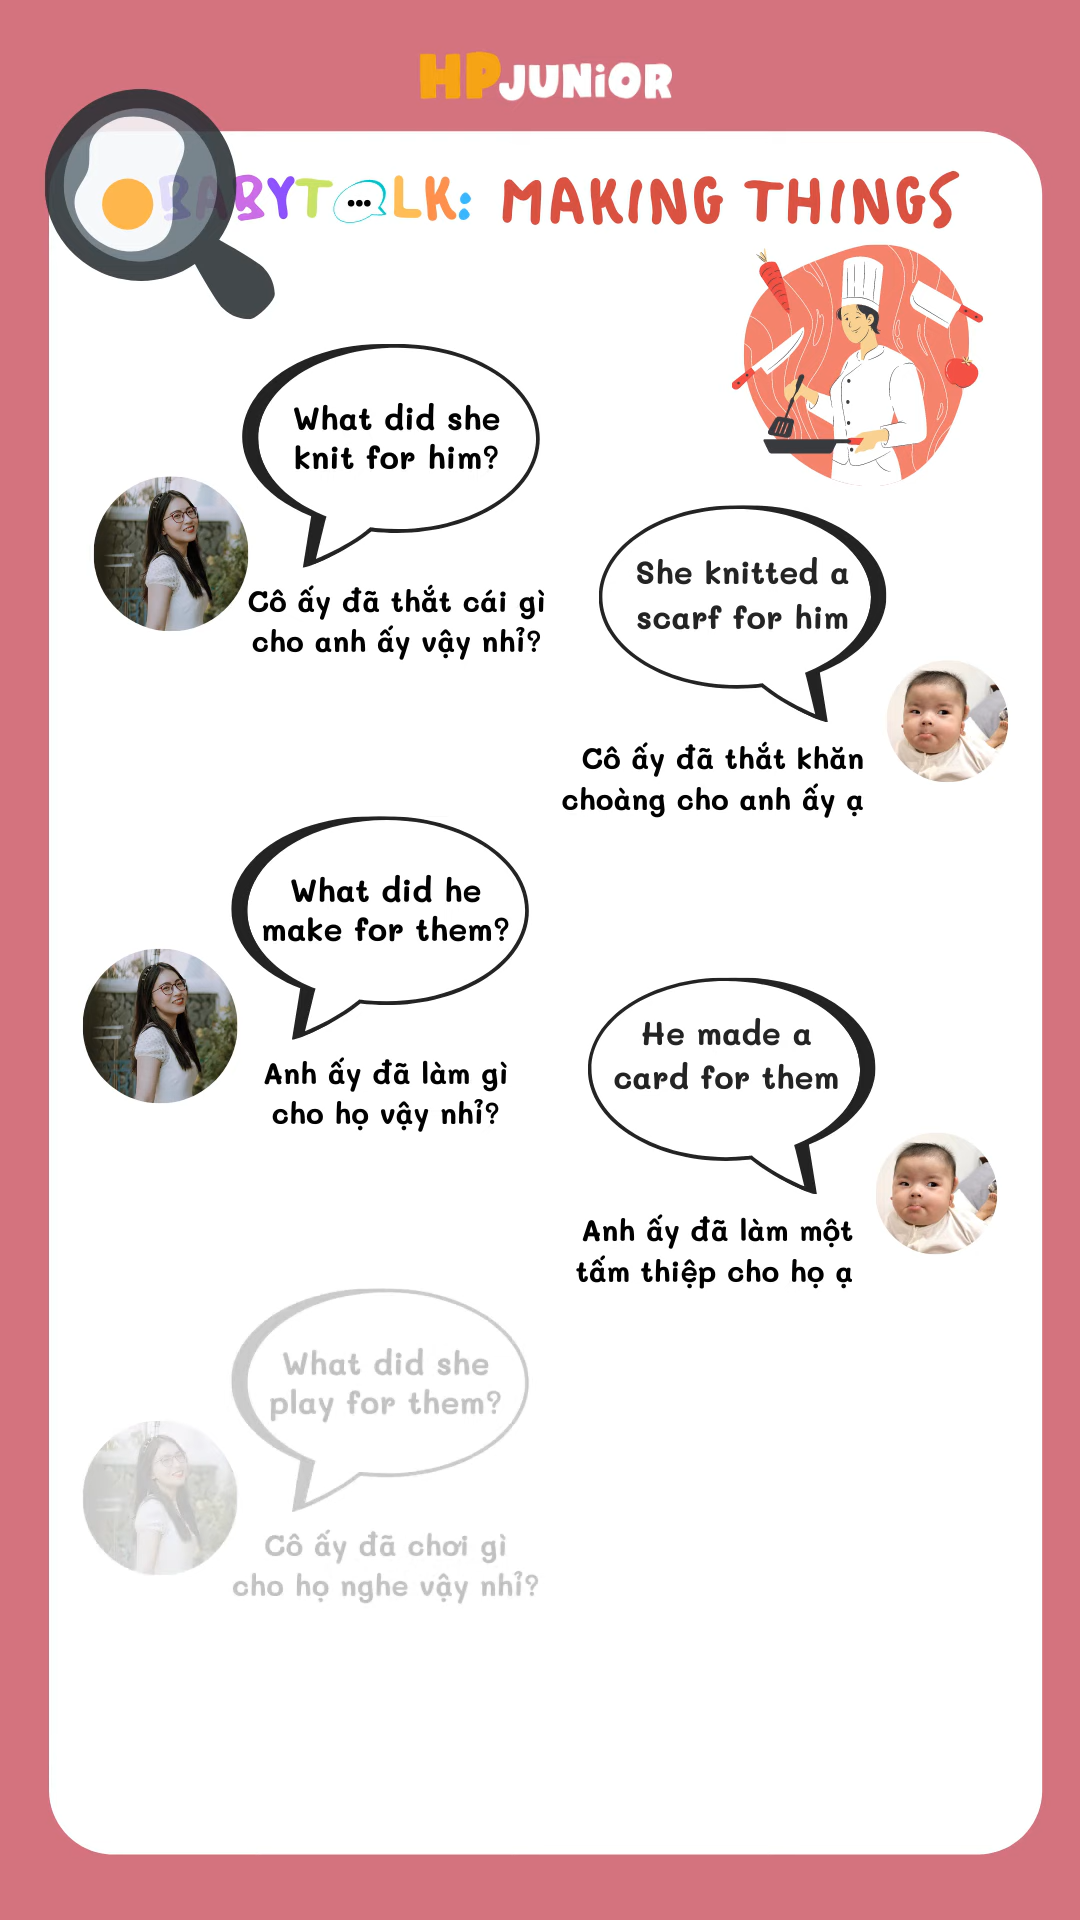 HPJUNiOR
BABYTALK: MAKING THINGS
What did she
knit for him?
Cô ấy đã thắt cái gì
cho anh ấy vậy nhỉ?
She knitted a
scarf for him
Cô ấy đã thắt khăn
choàng cho anh ấy ạ
What did he
make for them?
Anh ấy đã làm gì
cho họ vậy nhỉ?
He made a
card for them
Anh ấy đã làm một
tấm thiệp cho họ ạ
What did she
play for them?
Cô ấy đã chơi gì
cho họ nghe vậy nhỉ?